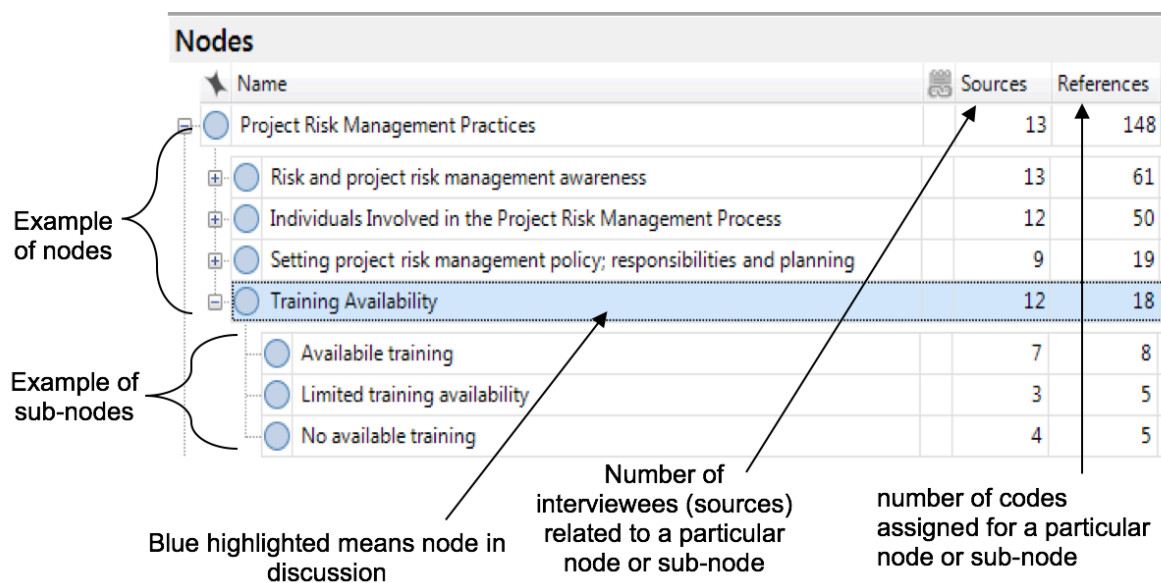 Nodes
Name Sources References
Project Risk Management Practices 13 148
Risk and project risk management awareness 13 61
Individuals Involved in the Project Risk Management Process 12 50
Setting project risk management policy; responsibilities and planning 9 19
Training Availability 12 18
Availabile training 7 8
Limited training availability 3 5
No available training 4 5
Example
of nodes
Example of
sub-nodes
Blue highlighted means node in
discussion
Number of
interviewees (sources)
related to a particular
node or sub-node
number of codes
assigned for a particular
node or sub-node